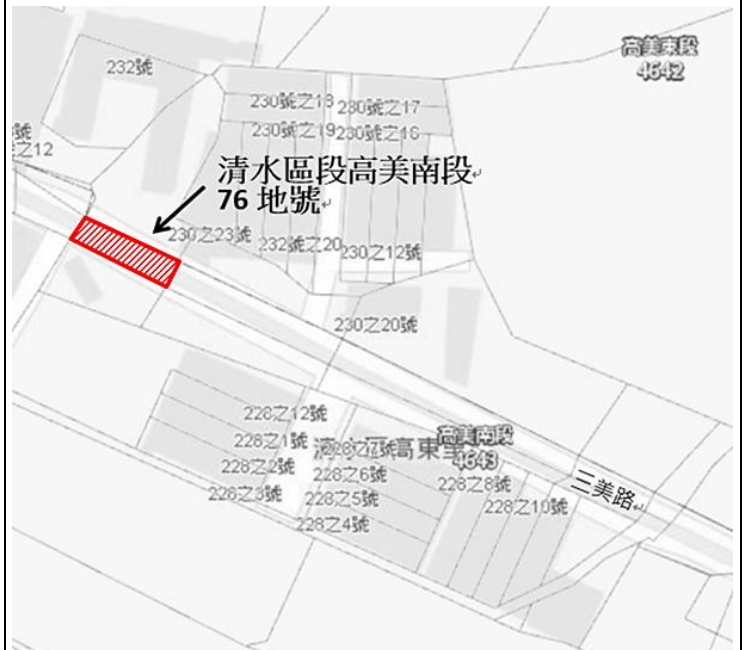 高美東段
4642
232號
230號之18 230號之17
號
之12
230號之19 230號之16
清水區段高美南段
76 地號
230之23號 232號之20 230之12號
230之20號
228之12號
228之1號
228之2號 228之6號
228之3號 228之5號
228之4號
高美南段
4643
228之8號
228之10號
三美路